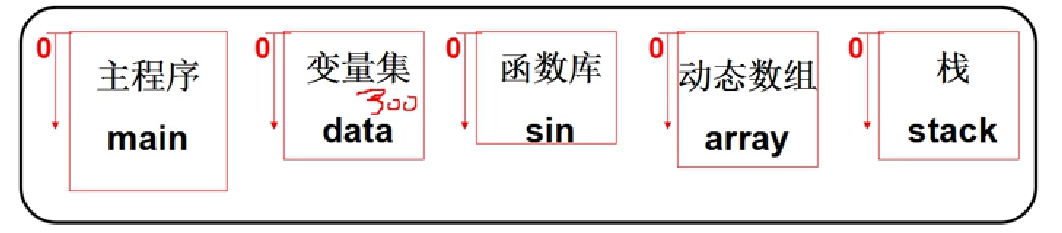 0 主程序 main
0 变量集 300 data
0 函数库 sin
0 动态数组 array
0 栈 stack